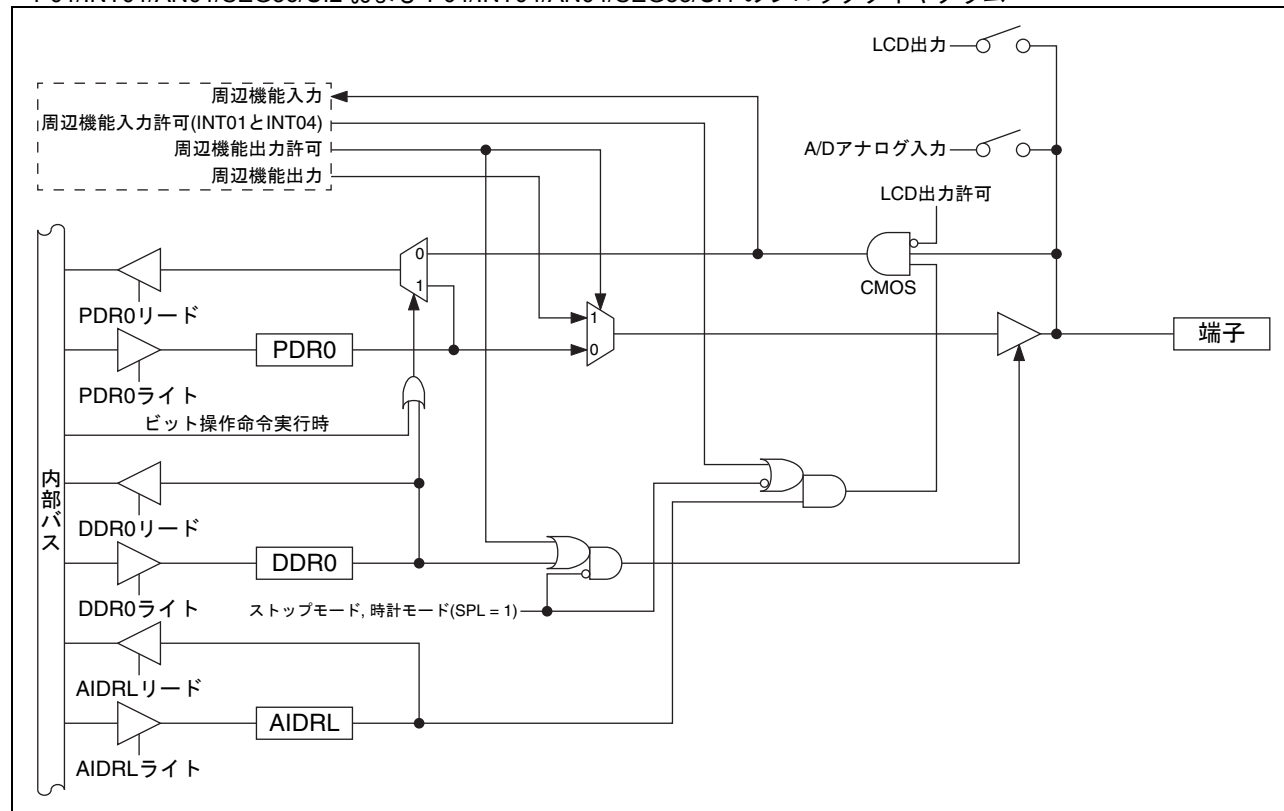 LCD出力
周辺機能入力
周辺機能入力許可(INT01とINT04)
周辺機能出力許可
周辺機能出力
A/Dアナログ入力
LCD出力許可
0
1
CMOS
PDR0リード
PDR0
1
0
端子
PDR0ライト
ビット操作命令実行時
内部バス
DDR0リード
DDR0
DDR0ライト
ストップモード, 時計モード(SPL = 1)
AIDRLリード
AIDRL
AIDRLライト